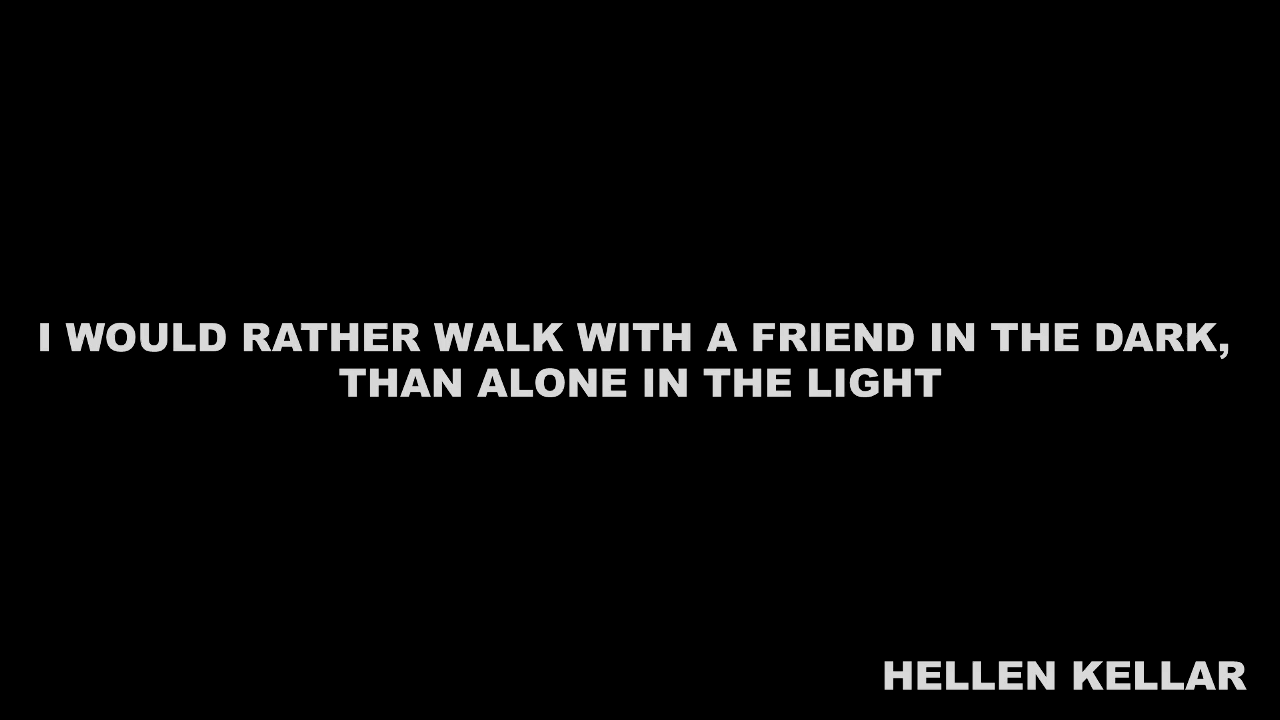 I WOULD RATHER WALK WITH A FRIEND IN THE DARK,
THAN ALONE IN THE LIGHT
HELLEN KELLAR